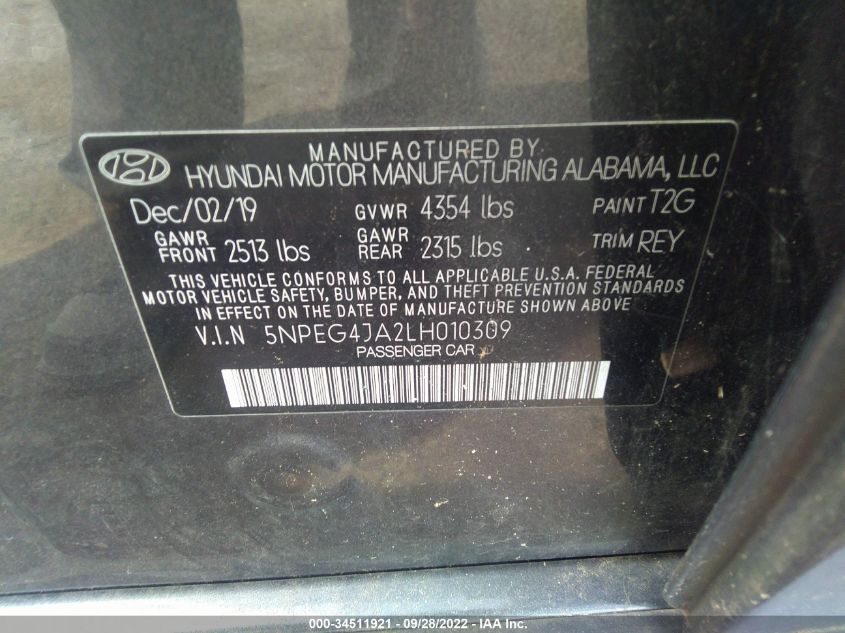 MANUFACTURED BY
HYUNDAI MOTOR MANUFACTURING ALABAMA, LLC
Dec/02/19 GVWR 4354 lbs PAINT T2G
GAWR FRONT 2513 lbs GAWR REAR 2315 lbs TRIM REY
THIS VEHICLE CONFORMS TO ALL APPLICABLE U.S.A. FEDERAL
MOTOR VEHICLE SAFETY, BUMPER, AND THEFT PREVENTION STANDARDS
IN EFFECT ON THE DATE OF MANUFACTURE SHOWN ABOVE
V.I.N 5NPEG4JA2LH010309
PASSENGER CAR
000-34511921 - 09/28/2022 - IAA Inc.